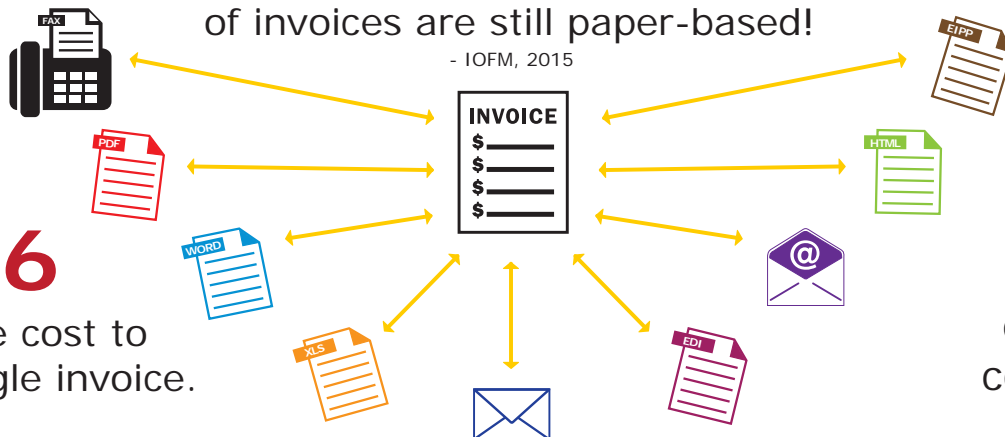 of invoices are still paper-based!
- IOFM, 2015
FAX
EIPP
INVOICE
$
$
$
$
PDF
HTML
WORD
@
6
cost to
invoice.
XLS
EDI